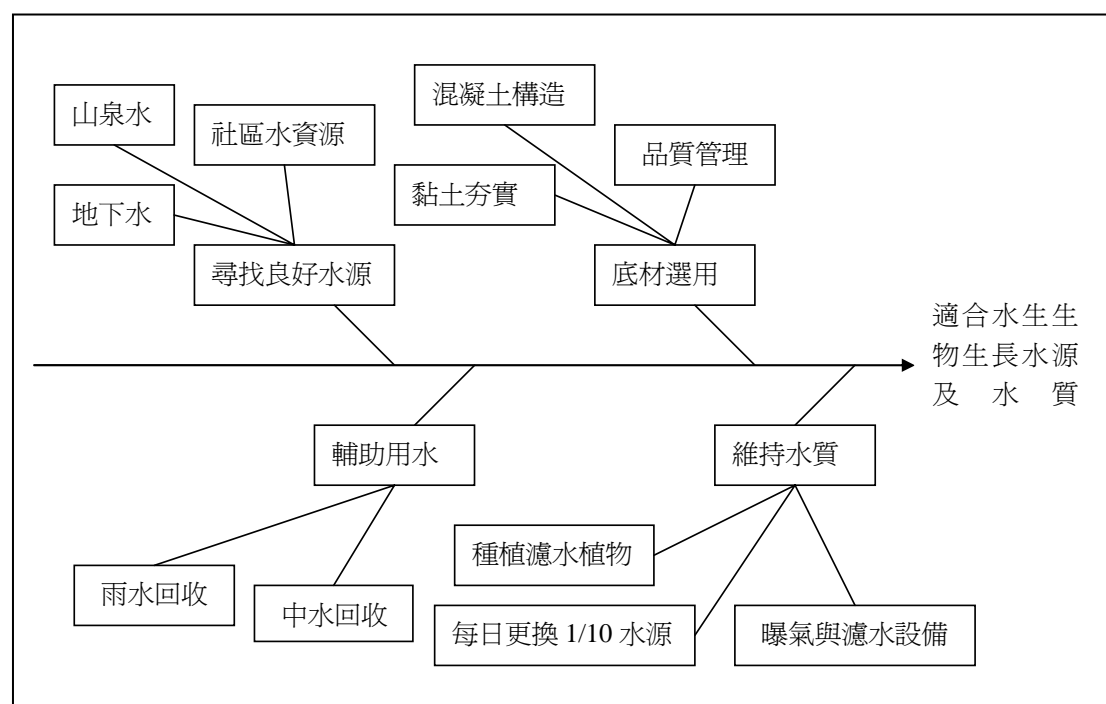 混凝土構造
山泉水
社區水資源
品質管理
黏土夯實
地下水
尋找良好水源
底材選用
適合水生生
物生長水源
及水質
輔助用水
維持水質
種植濾水植物
雨水回收
中水回收
每日更換 1/10 水源
曝氣與濾水設備